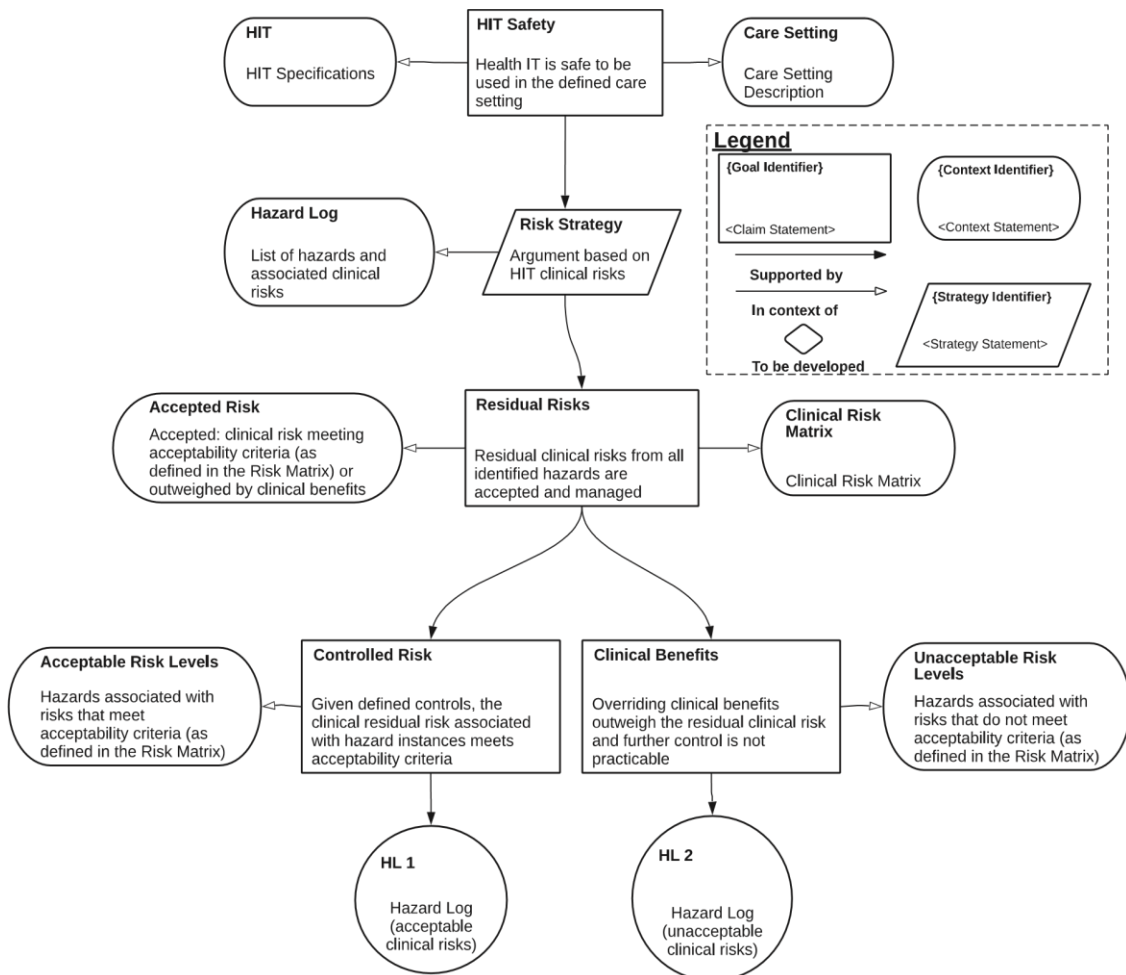 HIT
HIT Specifications
HIT Safety
Health IT is safe to be
used in the defined care
setting
Care Setting
Care Setting
Description
Legend
{Goal Identifier}
<Claim Statement>
{Context Identifier}
<Context Statement>
Supported by
In context of
To be developed
{Strategy Identifier}
<Strategy Statement>
Hazard Log
List of hazards and
associated clinical
risks
Risk Strategy
Argument based on
HIT clinical risks
Accepted Risk
Accepted: clinical risk meeting
acceptability criteria (as
defined in the Risk Matrix) or
outweighed by clinical benefits
Residual Risks
Residual clinical risks from all
identified hazards are
accepted and managed
Clinical Risk
Matrix
Clinical Risk Matrix
Acceptable Risk Levels
Hazards associated with
risks that meet
acceptability criteria (as
defined in the Risk Matrix)
Controlled Risk
Given defined controls, the
clinical residual risk associated
with hazard instances meets
acceptability criteria
Clinical Benefits
Overriding clinical benefits
outweigh the residual clinical risk
and further control is not
practicable
Unacceptable Risk
Levels
Hazards associated with
risks that do not meet
acceptability criteria (as
defined in the Risk Matrix)
HL 1
Hazard Log
(acceptable
clinical risks)
HL 2
Hazard Log
(unacceptable
clinical risks)